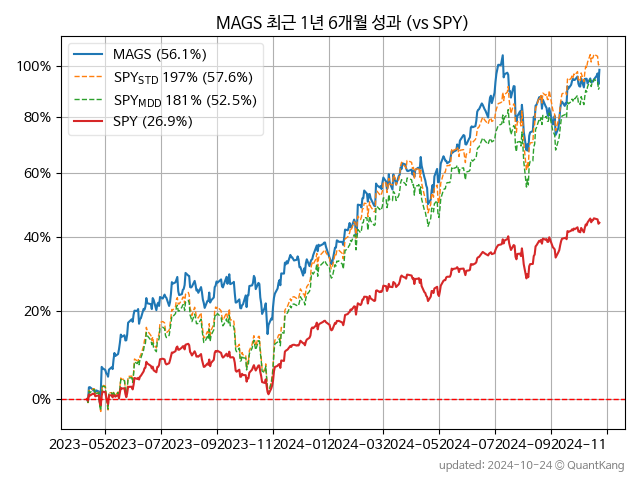 MAGS 최근 1년 6개월 성과 (vs SPY)
MAGS (56.1%)
SPY_STD 197% (57.6%)
SPY_MDD 181% (52.5%)
SPY (26.9%)
100%
80%
60%
40%
20%
0%
2023-05 2023-07 2023-09 2023-11 2024-01 2024-03 2024-05 2024-07 2024-09 2024-11
updated: 2024-10-24 © QuantKang